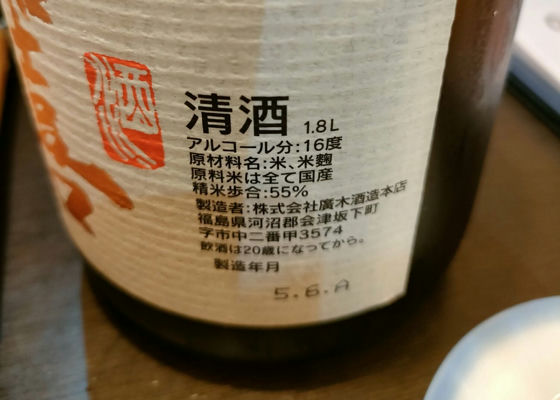 清酒 1.8L
アルコール分:16度
原材料名:米、米麹
原料米は全て国産
精米歩合:55%
製造者:株式会社廣木酒造本店
福島県河沼郡会津坂下町
字市中二番甲3574
飲酒は20歳になってから。
製造年月
5.6.A